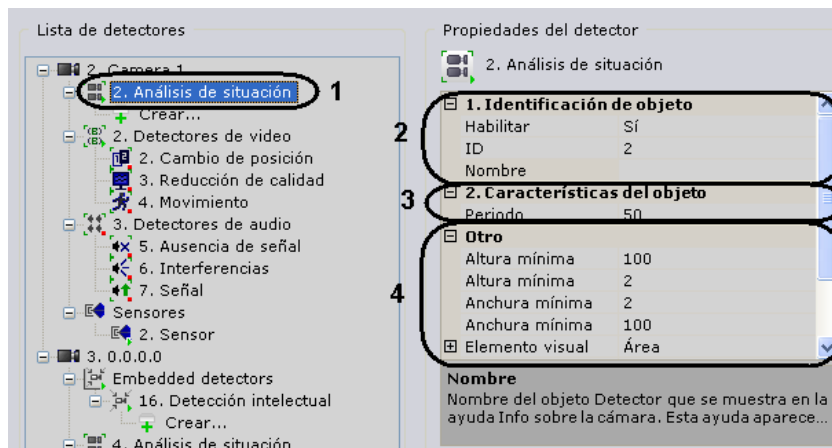 Lista de detectores
2. Camera 1
2. Análisis de situación
1
Crear...
2. Detectores de video
2. Cambio de posición
3. Reducción de calidad
4. Movimiento
3. Detectores de audio
5. Ausencia de señal
6. Interferencias
7. Señal
Sensores
2. Sensor
3. 0.0.0.0
Embedded detectors
16. Detección intelectual
Crear...
4. Análisis de situación
Propiedades del detector
2. Análisis de situación
2
1. Identificación de objeto
Habilitar Sí
ID 2
Nombre
3
2. Características del objeto
Periodo 50
4
Otro
Altura mínima 100
Altura mínima 2
Anchura mínima 2
Anchura mínima 100
Elemento visual Área
Nombre
Nombre del objeto Detector que se muestra en la
ayuda Info sobre la cámara. Esta ayuda aparece...